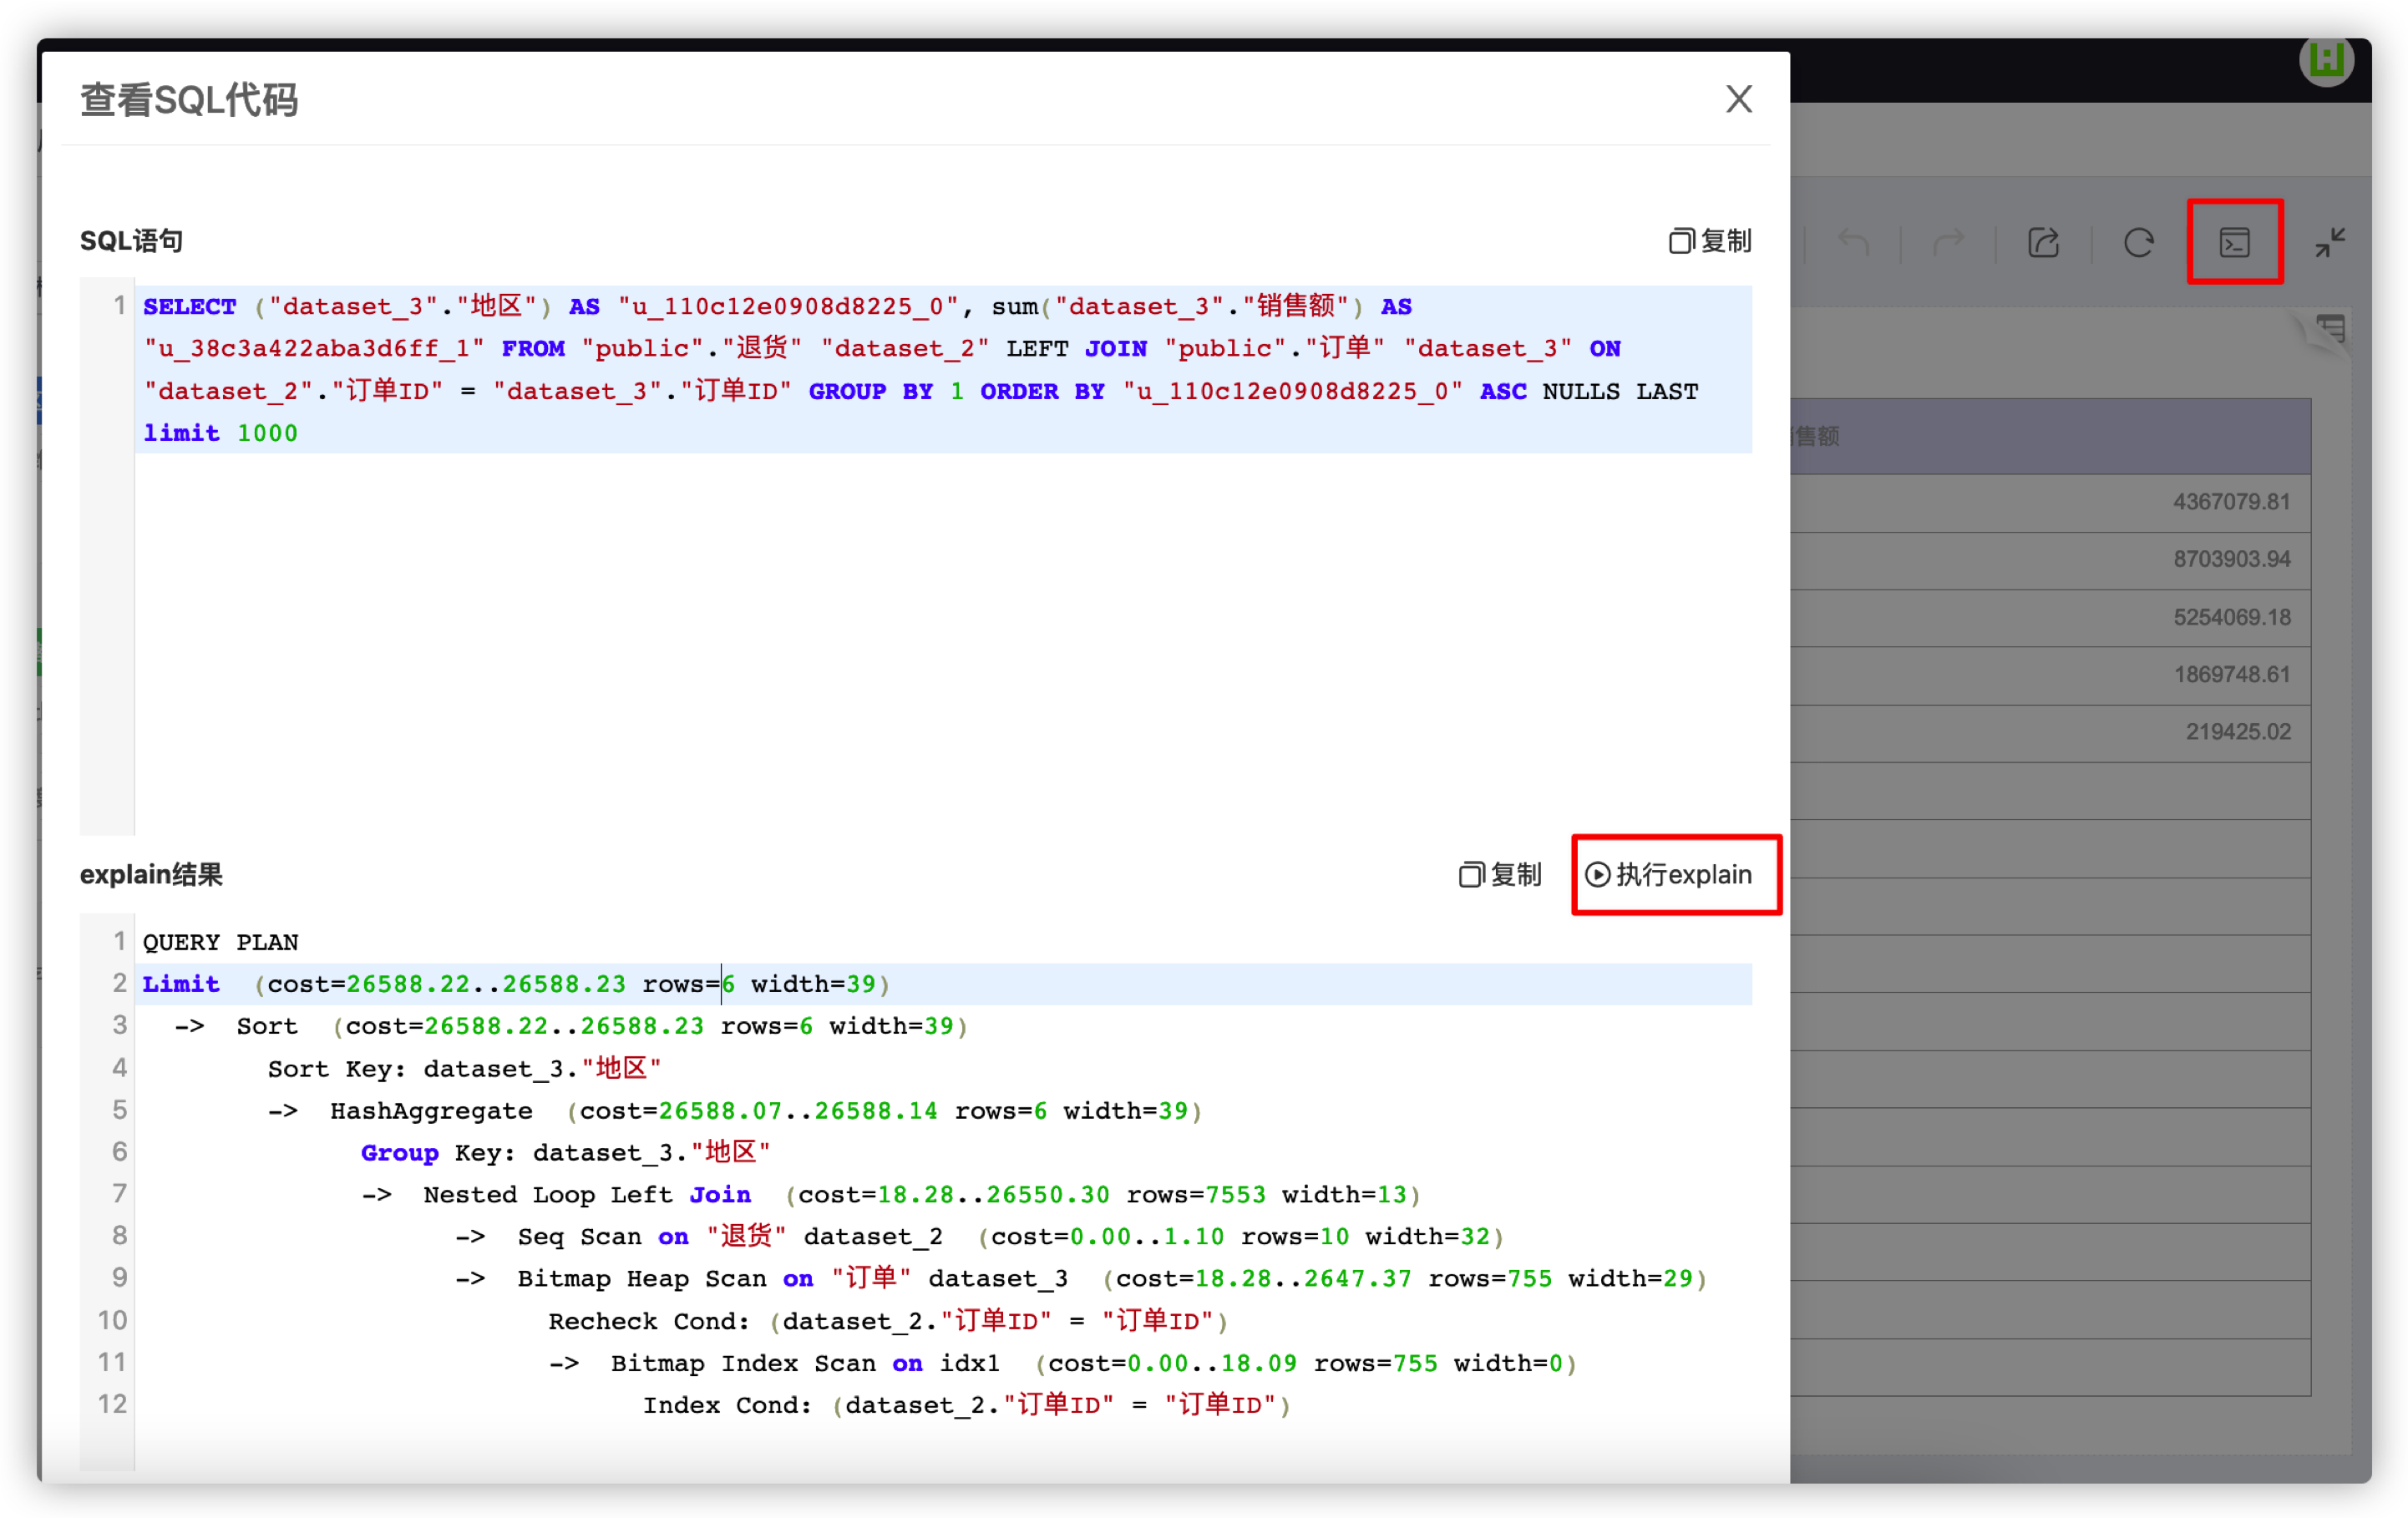 查看SQL代码
SQL语句
复制
1
SELECT ("dataset_3"."地区") AS "u_110c12e0908d8225_0", sum("dataset_3"."销售额") AS
"u_38c3a422aba3d6ff_1" FROM "public"."退货" "dataset_2" LEFT JOIN "public"."订单" "dataset_3" ON
"dataset_2"."订单ID" = "dataset_3"."订单ID" GROUP BY 1 ORDER BY "u_110c12e0908d8225_0" ASC NULLS LAST
limit 1000
explain结果
复制
执行explain
1 QUERY PLAN
2 Limit  (cost=26588.22..26588.23 rows=6 width=39)
3   ->  Sort  (cost=26588.22..26588.23 rows=6 width=39)
4         Sort Key: dataset_3."地区"
5         ->  HashAggregate  (cost=26588.07..26588.14 rows=6 width=39)
6               Group Key: dataset_3."地区"
7               ->  Nested Loop Left Join  (cost=18.28..26550.30 rows=7553 width=13)
8                     ->  Seq Scan on "退货" dataset_2  (cost=0.00..1.10 rows=10 width=32)
9                     ->  Bitmap Heap Scan on "订单" dataset_3  (cost=18.28..2647.37 rows=755 width=29)
10                           Recheck Cond: (dataset_2."订单ID" = "订单ID")
11                           ->  Bitmap Index Scan on idx1  (cost=0.00..18.09 rows=755 width=0)
12                                 Index Cond: (dataset_2."订单ID" = "订单ID")
售额
4367079.81
8703903.94
5254069.18
1869748.61
219425.02